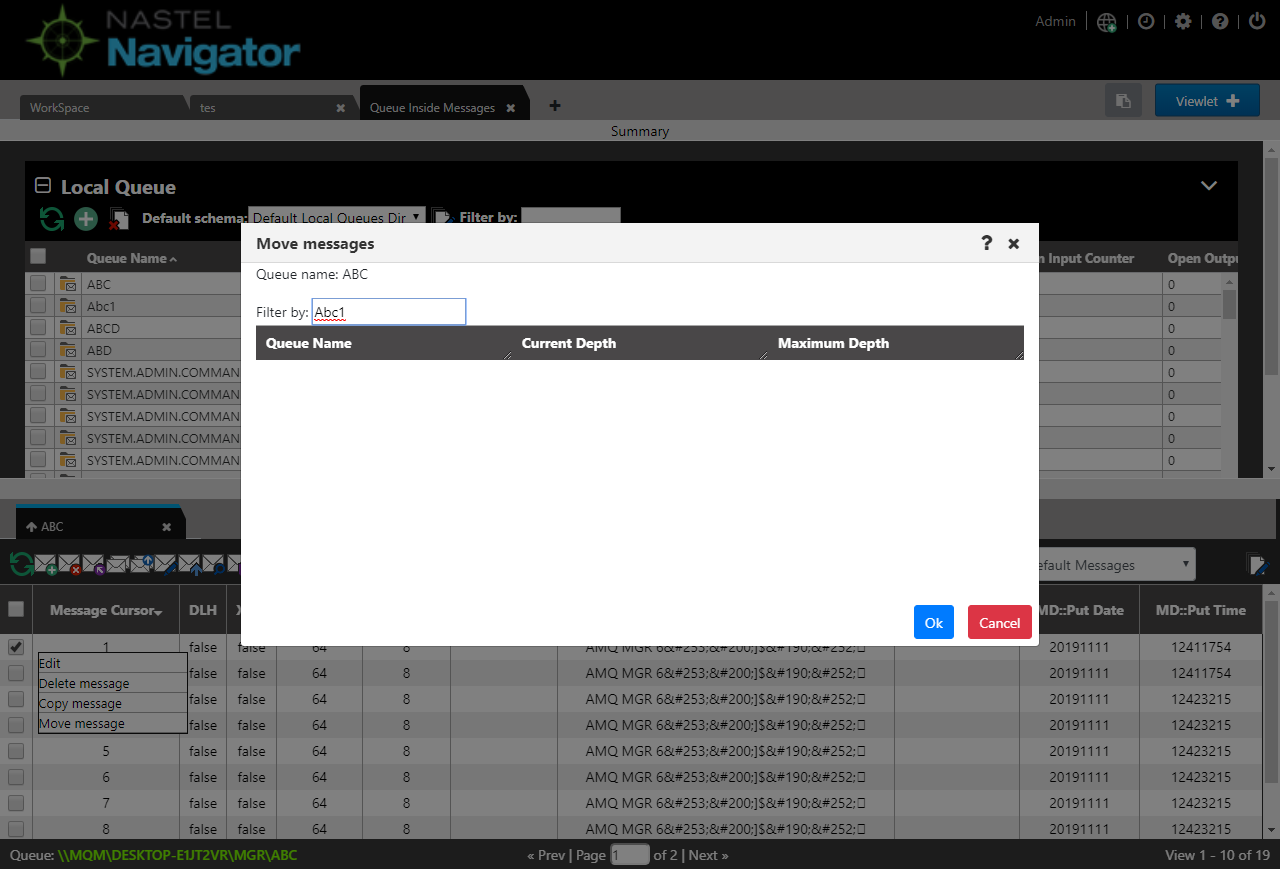 NASTEL
Navigator
Admin
WorkSpace
tes
Queue Inside Messages
Viewlet
Summary
Local Queue
Default schema:
Default Local Queues Dir
Filter by:
Queue Name
Input Counter
Open Outpu
ABC
0
Abc1
0
ABCD
0
ABD
0
SYSTEM.ADMIN.COMMAN
0
SYSTEM.ADMIN.COMMAN
0
SYSTEM.ADMIN.COMMAN
0
SYSTEM.ADMIN.COMMAN
0
SYSTEM.ADMIN.COMMAN
0
Move messages
Queue name: ABC
Filter by: Abc1
Queue Name Current Depth Maximum Depth
Ok Cancel
ABC
efault Messages
Message Cursor DLH MD::Put Date MD::Put Time
1 false false 64 8 AMQ MGR 6&#253;&#200;]$&#190;&#252; 20191111 12411754
Edit
Delete message
Copy message
Move message
false false 64 8 AMQ MGR 6&#253;&#200;]$&#190;&#252; 20191111 12411754
false false 64 8 AMQ MGR 6&#253;&#200;]$&#190;&#252; 20191111 12423215
false false 64 8 AMQ MGR 6&#253;&#200;]$&#190;&#252; 20191111 12423215
5 false false 64 8 AMQ MGR 6&#253;&#200;]$&#190;&#252; 20191111 12423215
6 false false 64 8 AMQ MGR 6&#253;&#200;]$&#190;&#252; 20191111 12423215
7 false false 64 8 AMQ MGR 6&#253;&#200;]$&#190;&#252; 20191111 12423215
8 false false 64 8 AMQ MGR 6&#253;&#200;]$&#190;&#252; 20191111 12423215
Queue: \\MQM\DESKTOP-E1JT2VR\MGR\ABC
« Prev | Page 1 of 2 | Next »
View 1 - 10 of 19